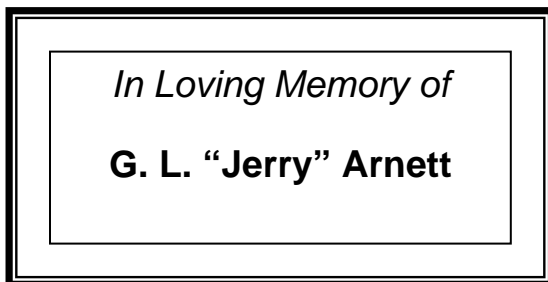 In Loving Memory of
G. L. “Jerry” Arnett